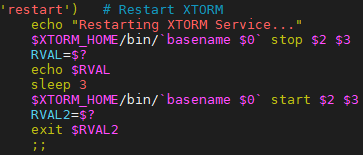 'restart')   # Restart XTORM
    echo "Restarting XTORM Service..."
    $XTORM_HOME/bin/`basename $0` stop $2 $3
    RVAL=$?
    echo $RVAL
    sleep 3
    $XTORM_HOME/bin/`basename $0` start $2 $3
    RVAL2=$?
    exit $RVAL2
    ;;